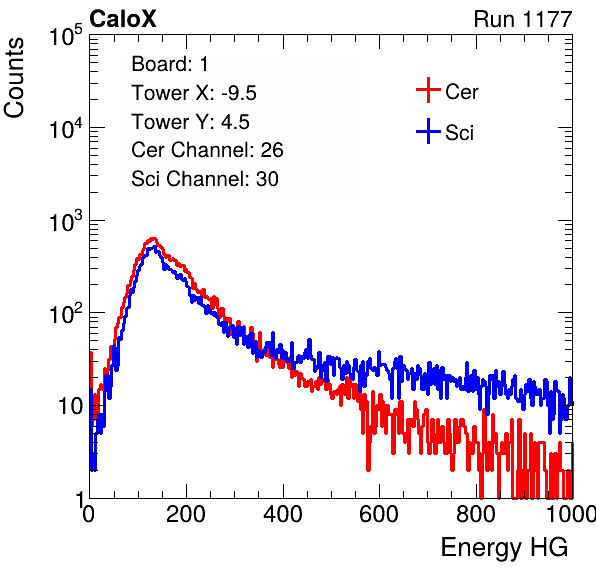 CaloX Run 1177
Counts
10^5
10^4
10^3
10^2
10
1
Board: 1
Tower X: -9.5
Tower Y: 4.5
Cer Channel: 26
Sci Channel: 30
Cer
Sci
0 200 400 600 800 1000
Energy HG